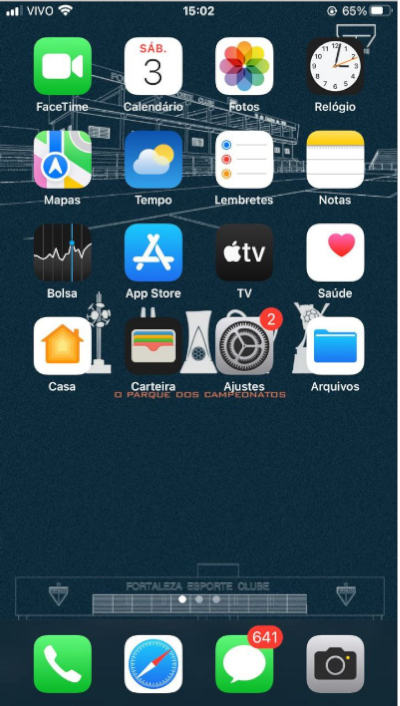 VIVO 15:02 65%
SÁB.
3
FaceTime Calendário Fotos Relógio
Mapas Tempo Lembretes Notas
tv
Bolsa App Store TV Saúde
2
Casa Carteira Ajustes Arquivos
O PARQUE DOS CAMPEONATOS
FORTALEZA ESPORTE CLUBE
641